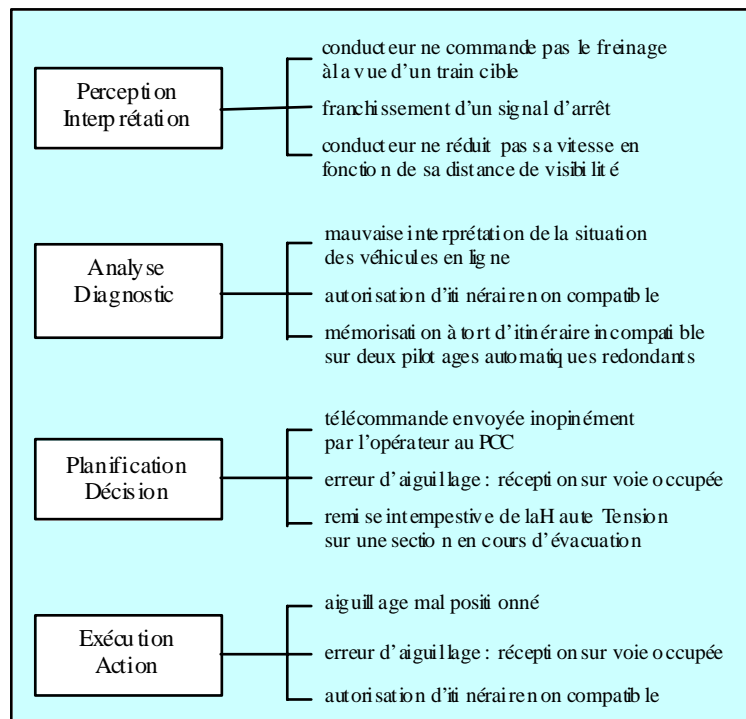 Perception
Interprétation
conducteur ne commande pas le freinage
à la vue d'un train cible
franchissement d'un signal d'arrêt
conducteur ne réduit pas sa vitesse en
fonction de sa distance de visibilité
Analyse
Diagnostic
mauvaise interprétation de la situation
des véhicules en ligne
autorisation d'itinéraire non compatible
mémorisation à tort d'itinéraire incompatible
sur deux pilotages automatiques redondants
Planification
Décision
télécommande envoyée inopinément
par l'opérateur au PCC
erreur d'aiguillage : réception sur voie occupée
remise intempestive de la Haute Tension
sur une section en cours d'évacuation
Exécution
Action
aiguillage mal positionné
erreur d'aiguillage : réception sur voie occupée
autorisation d'itinéraire non compatible